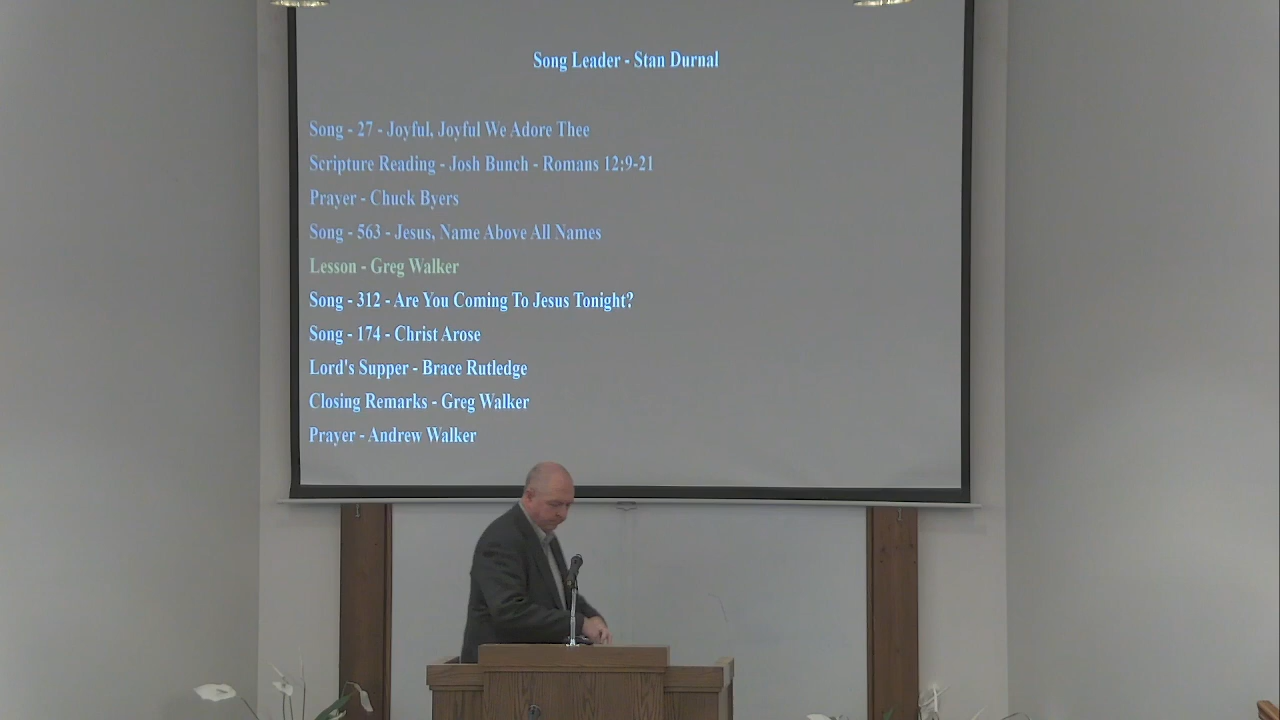 Song Leader - Stan Durnal
Song - 27 - Joyful, Joyful We Adore Thee
Scripture Reading - Josh Bunch - Romans 12:9-21
Prayer - Chuck Byers
Song - 563 - Jesus, Name Above All Names
Lesson - Greg Walker
Song - 312 - Are You Coming To Jesus Tonight?
Song - 174 - Christ Arose
Lord's Supper - Brace Rutledge
Closing Remarks - Greg Walker
Prayer - Andrew Walker